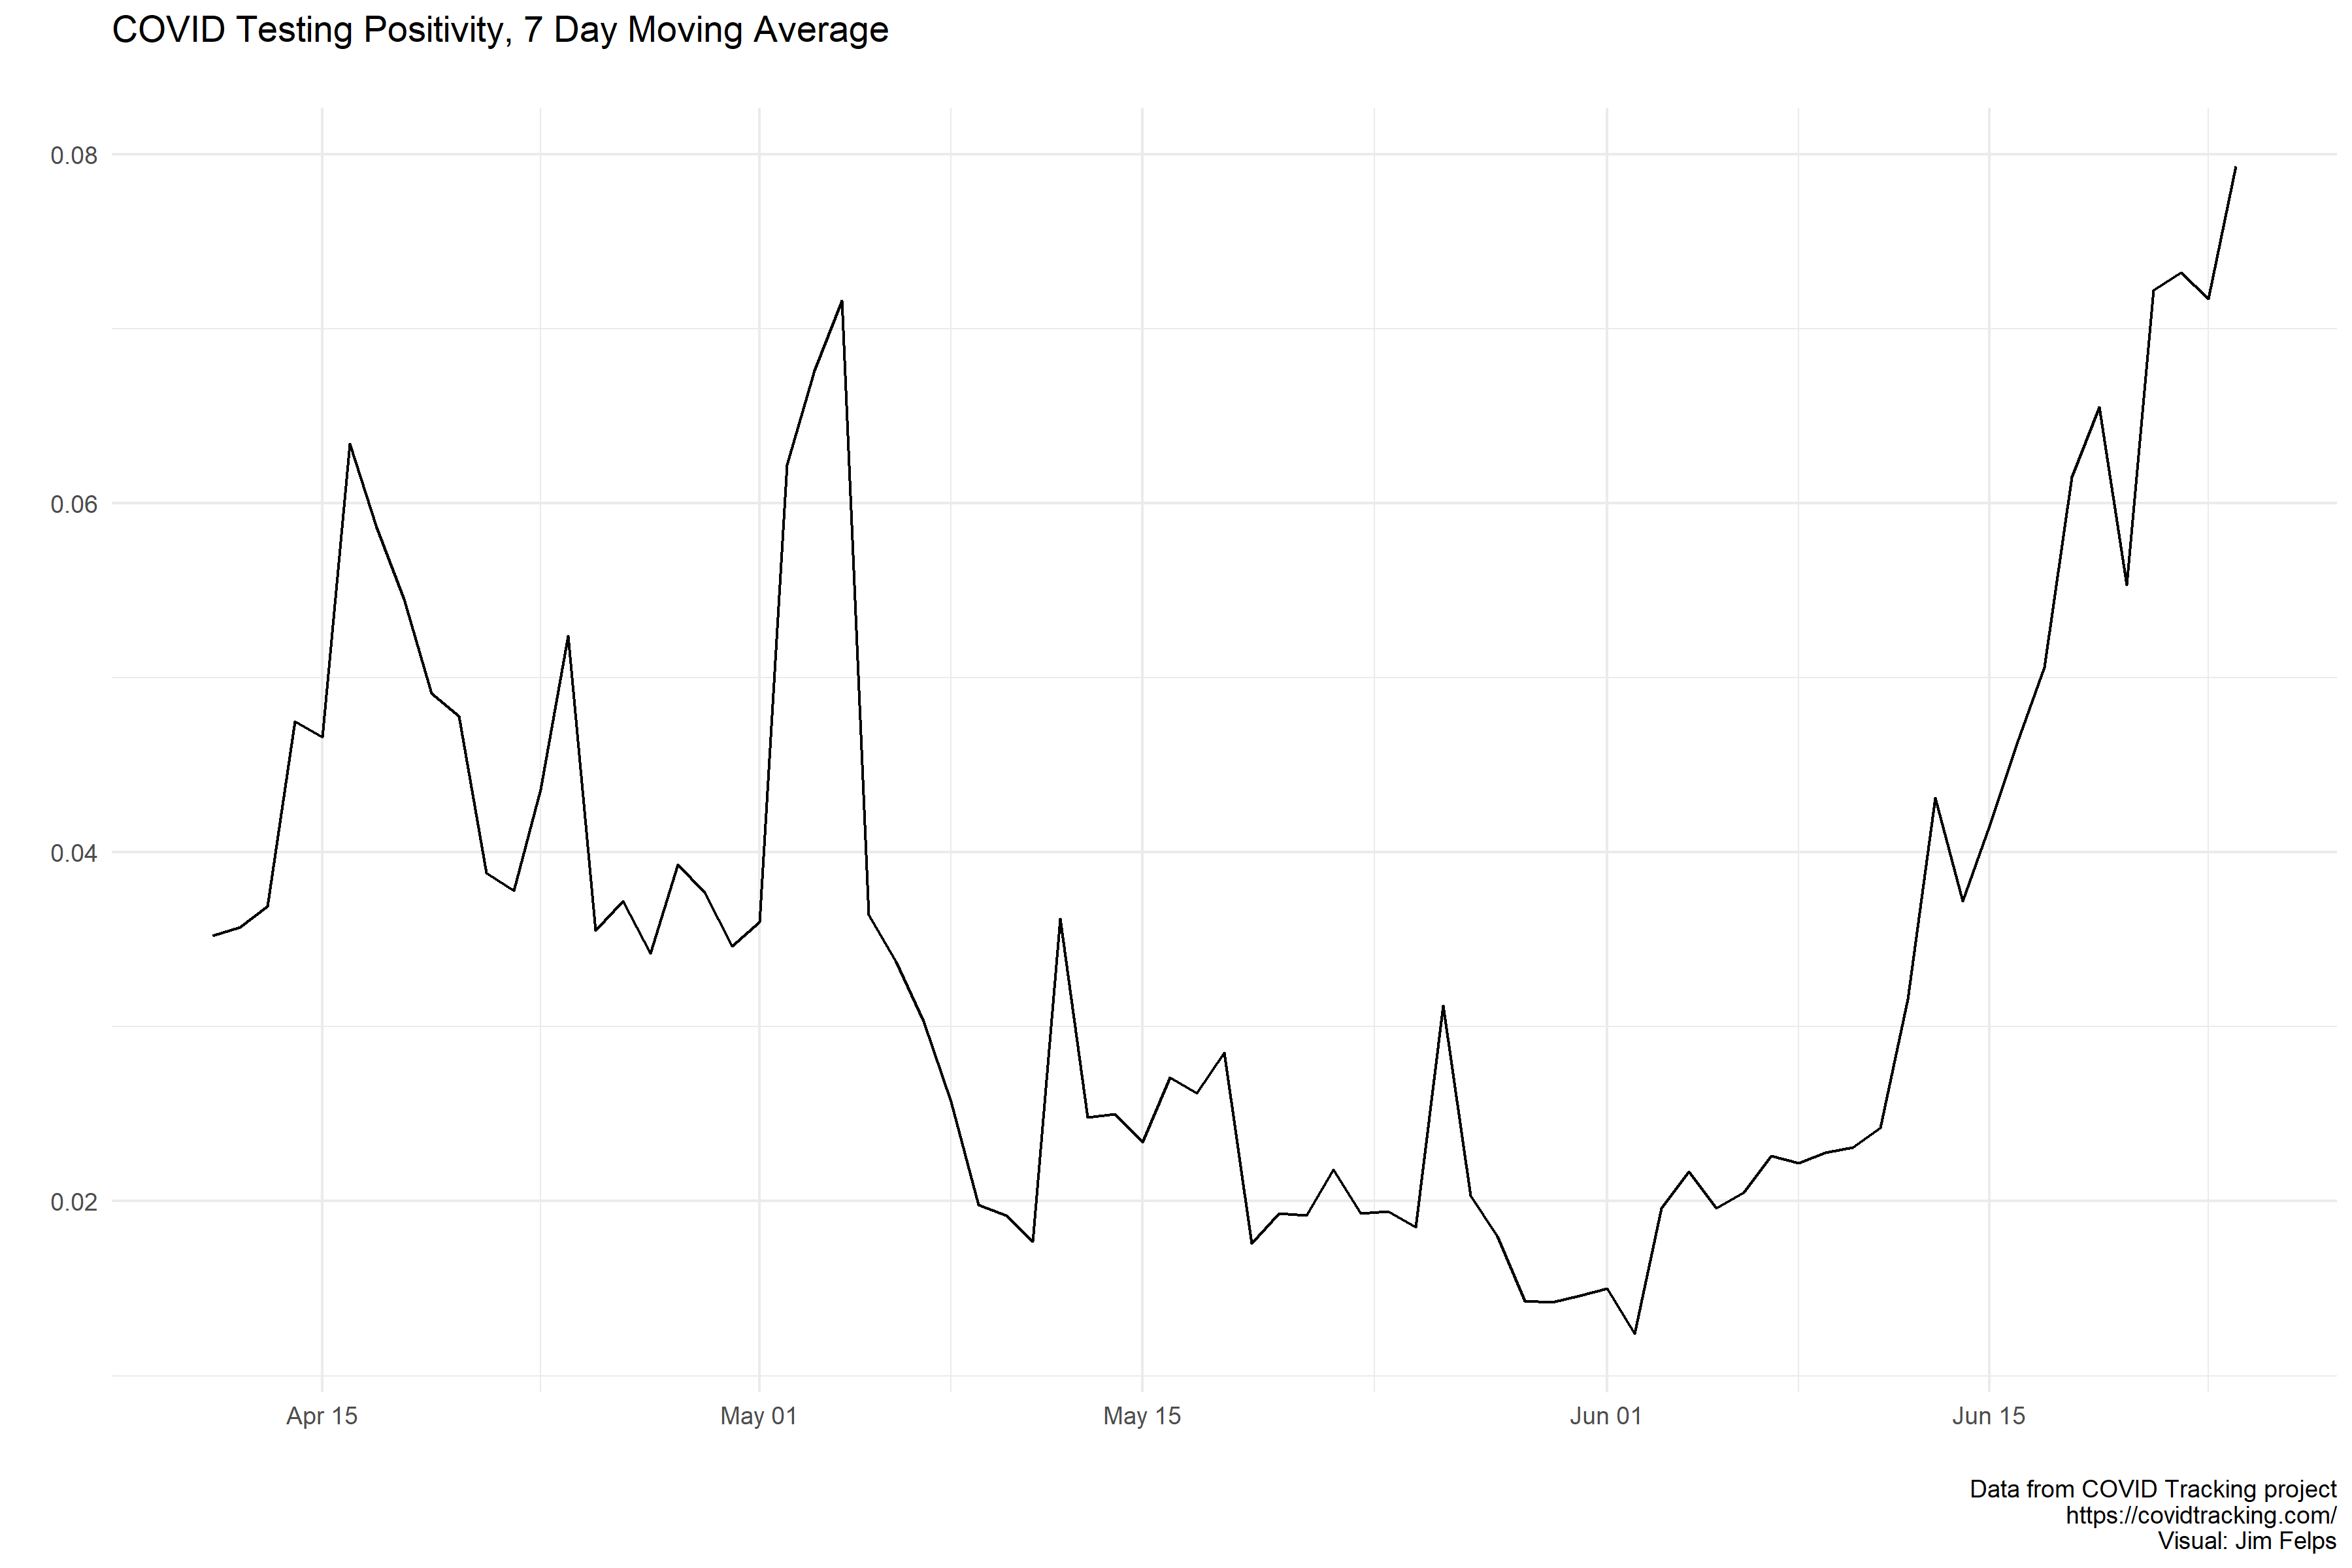 COVID Testing Positivity, 7 Day Moving Average
0.08
0.06
0.04
0.02
Apr 15
May 01
May 15
Jun 01
Jun 15
Data from COVID Tracking project
https://covidtracking.com/
Visual: Jim Felps